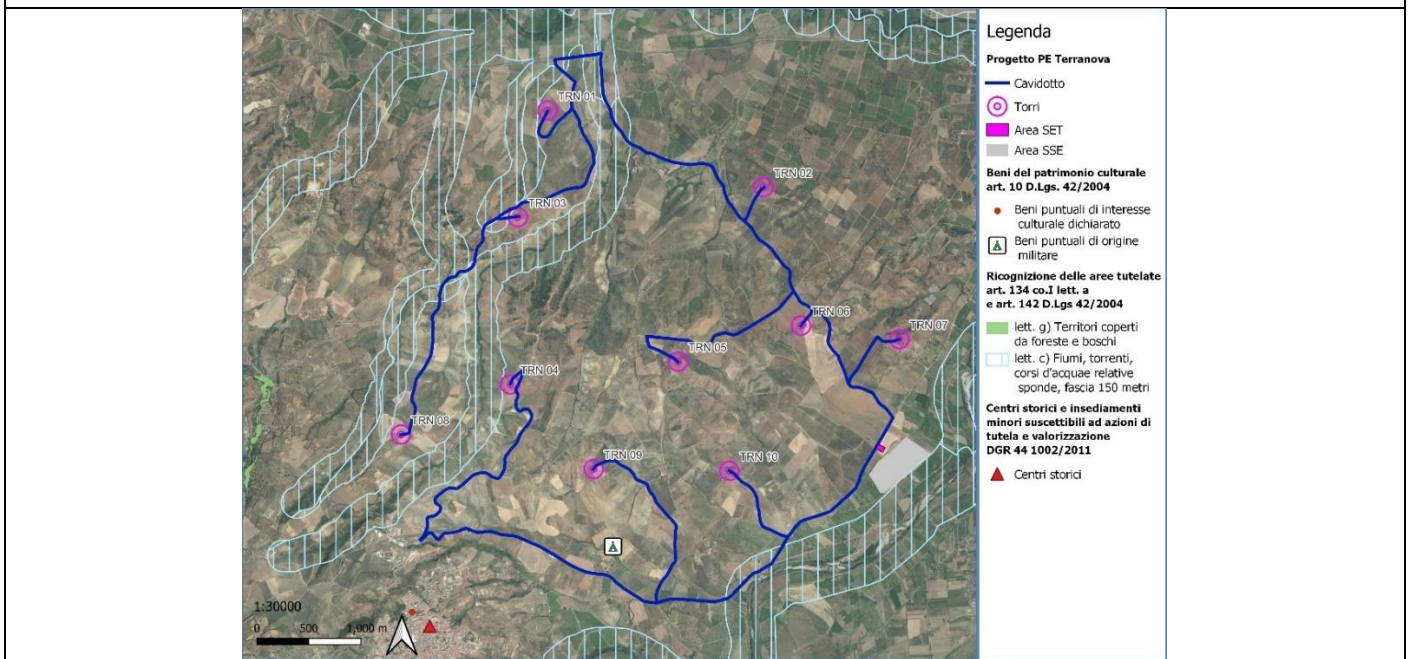 TRN 01
TRN 02
TRN 03
TRN 06
TRN 07
TRN 05
TRN 04
TRN 08
TRN 09
TRN 10
1:30000
0 500 1,000 m
Legenda
Progetto PE Terranova
Cavidotto
Torri
Area SET
Area SSE
Beni del patrimonio culturale
art. 10 D.Lgs. 42/2004
Beni puntuali di interesse
culturale dichiarato
Beni puntuali di origine
militare
Ricognizione delle aree tutelate
art. 134 co.I lett. a
e art. 142 D.Lgs 42/2004
lett. g) Territori coperti
da foreste e boschi
lett. c) Fiumi, torrenti,
corsi d'acquae relative
sponde, fascia 150 metri
Centri storici e insediamenti
minori suscettibili ad azioni di
tutela e valorizzazione
DGR 44 1002/2011
Centri storici